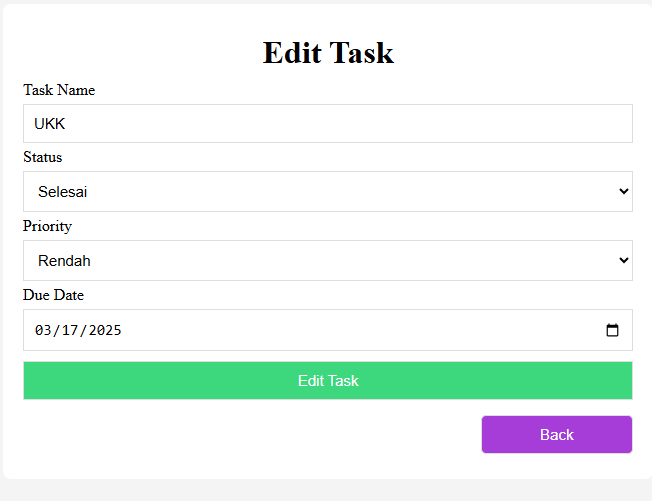 Edit Task
Task Name
UKK
Status
Selesai
Priority
Rendah
Due Date
03/17/2025
Edit Task
Back